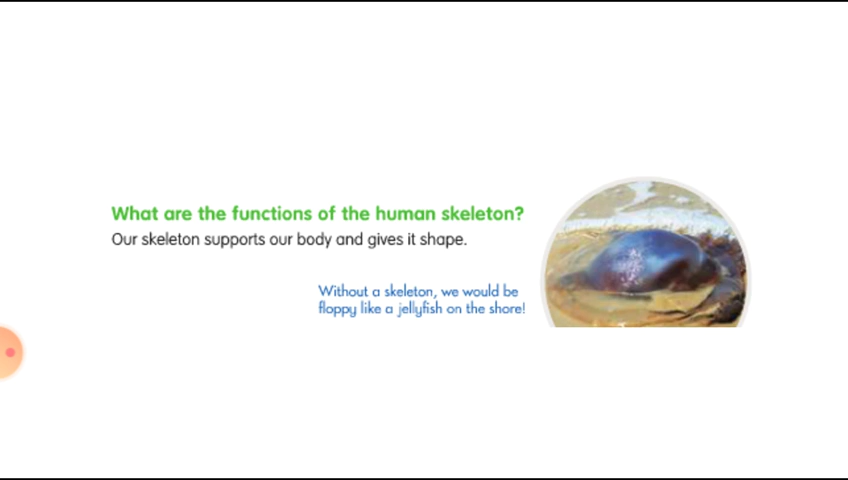 What are the functions of the human skeleton?
Our skeleton supports our body and gives it shape.
Without a skeleton, we would be
floppy like a jellyfish on the shore!